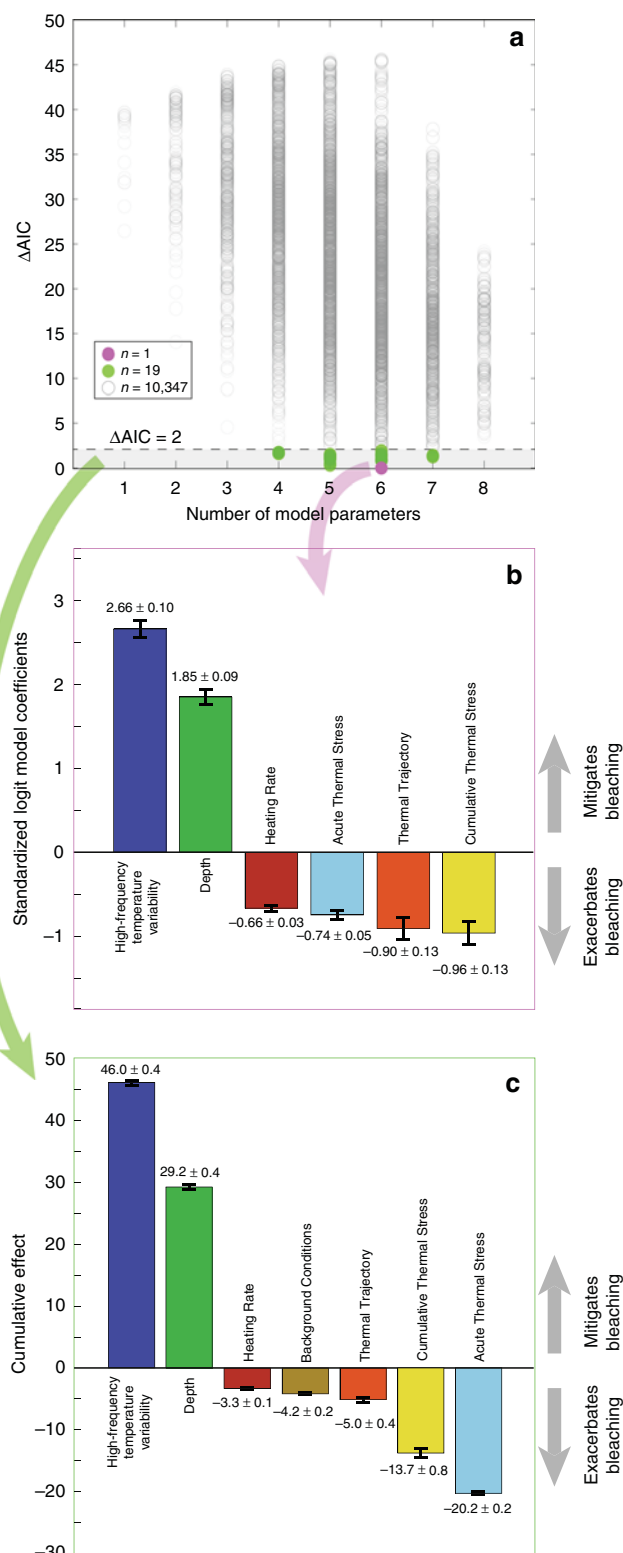 a
50
45
40
35
30
25
20
15
10
5
0
ΔAIC
n = 1
n = 19
n = 10,347
ΔAIC = 2
1 2 3 4 5 6 7 8
Number of model parameters
b
3
2
1
0
−1
Standardized logit model coefficients
2.66 ± 0.10
1.85 ± 0.09
−0.66 ± 0.03
−0.74 ± 0.05
−0.90 ± 0.13
−0.96 ± 0.13
High-frequency
temperature
variability
Depth
Heating Rate
Acute Thermal Stress
Thermal Trajectory
Cumulative Thermal Stress
Mitigates
bleaching
Exacerbates
bleaching
c
50
40
30
20
10
0
−10
−20
−30
Cumulative effect
46.0 ± 0.4
29.2 ± 0.4
−3.3 ± 0.1
−4.2 ± 0.2
−5.0 ± 0.4
−13.7 ± 0.8
−20.2 ± 0.2
High-frequency
temperature
variability
Depth
Heating Rate
Background Conditions
Thermal Trajectory
Cumulative Thermal Stress
Acute Thermal Stress
Mitigates
bleaching
Exacerbates
bleaching